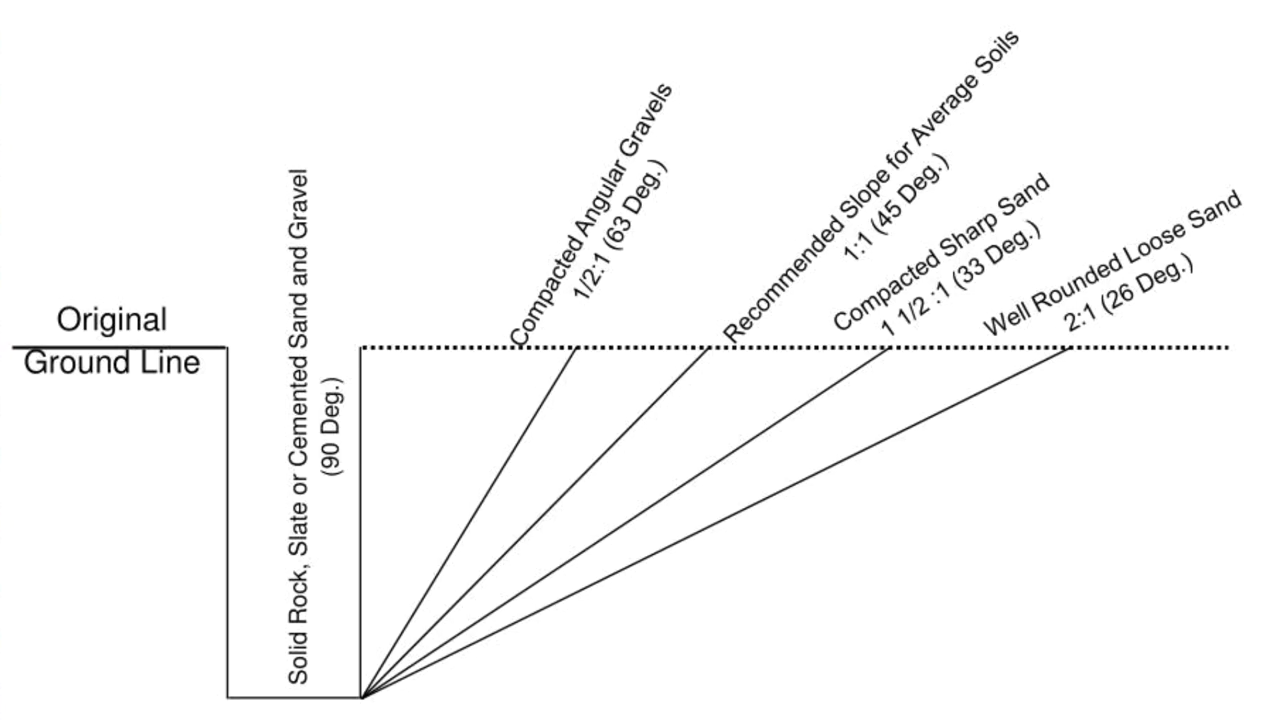 Original
Ground Line
Solid Rock, Slate or Cemented Sand and Gravel
(90 Deg.)
Compacted Angular Gravels
1/2:1 (63 Deg.)
Recommended Slope for Average Soils
1:1 (45 Deg.)
Compacted Sharp Sand
1 1/2 :1 (33 Deg.)
Well Rounded Loose Sand
2:1 (26 Deg.)